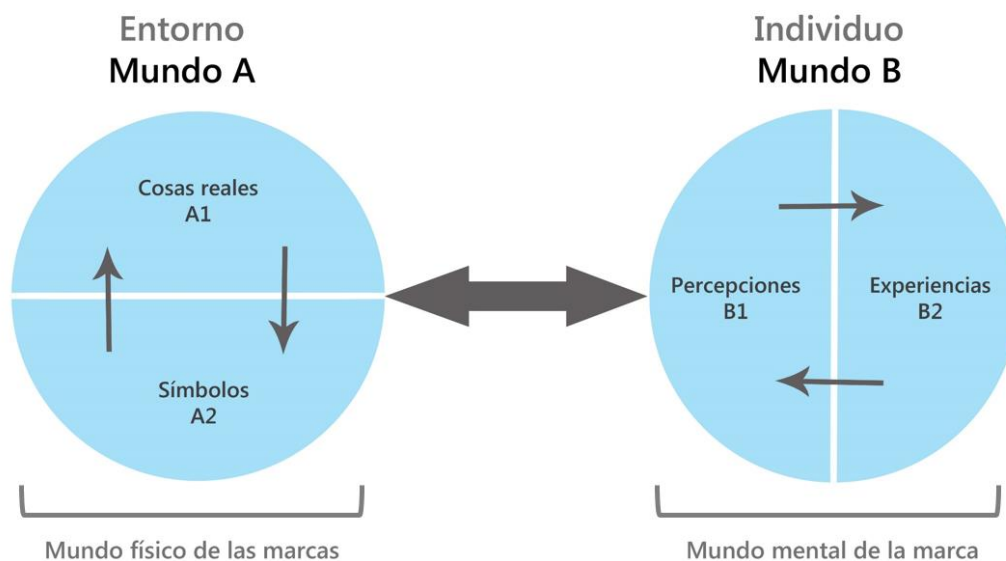 Entorno
Mundo A
Individuo
Mundo B
Cosas reales
A1
Símbolos
A2
Percepciones
B1
Experiencias
B2
Mundo físico de las marcas
Mundo mental de la marca